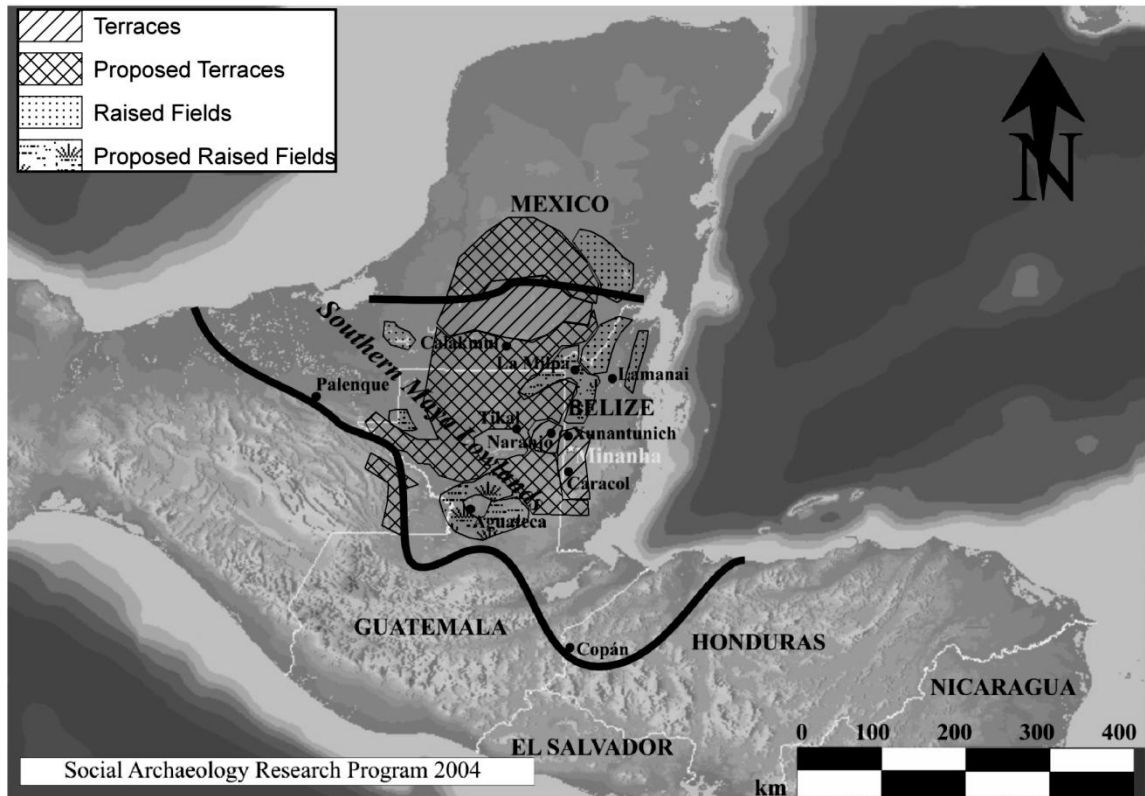 Terraces
Proposed Terraces
Raised Fields
Proposed Raised Fields
N
MEXICO
Southern Maya Lowlands
Calakmul
La Milpa
Lamanai
Palenque
BELIZE
Tikal
Naranjo
Xunantunich
Minanha
Caracol
Aguateca
GUATEMALA
Copán
HONDURAS
NICARAGUA
EL SALVADOR
0 100 200 300 400
km
Social Archaeology Research Program 2004